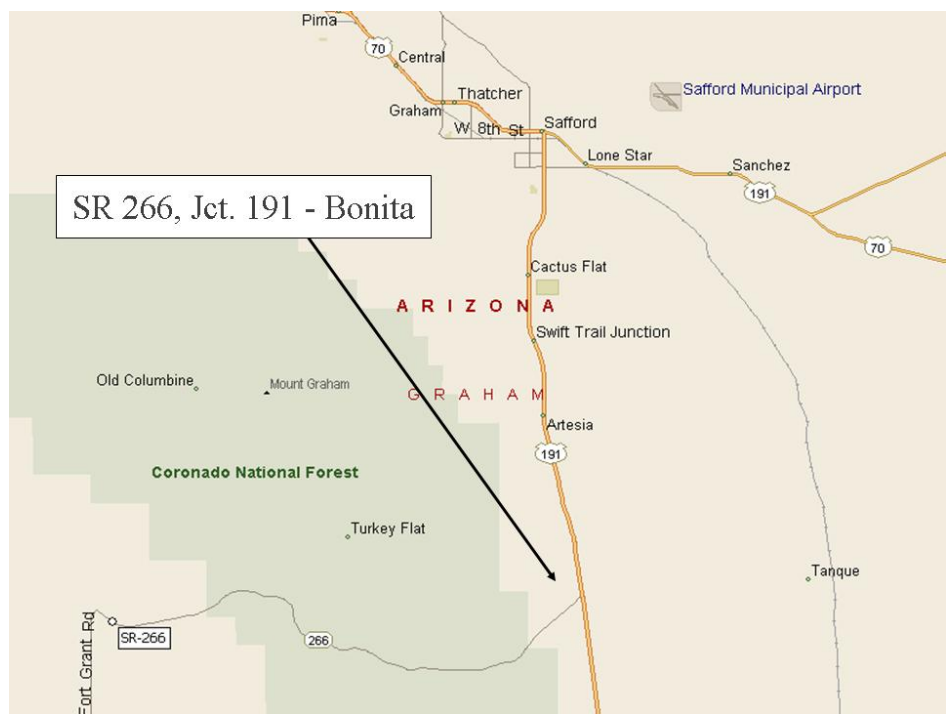 Pima
70
Central
Safford Municipal Airport
Thatcher
Graham
W 8th St
Safford
Lone Star
Sanchez
191
SR 266, Jct. 191 - Bonita
70
Cactus Flat
ARIZONA
Swift Trail Junction
Old Columbine
Mount Graham
GRAHAM
Artesia
191
Coronado National Forest
Turkey Flat
Tanque
Fort Grant Rd
SR-266
266